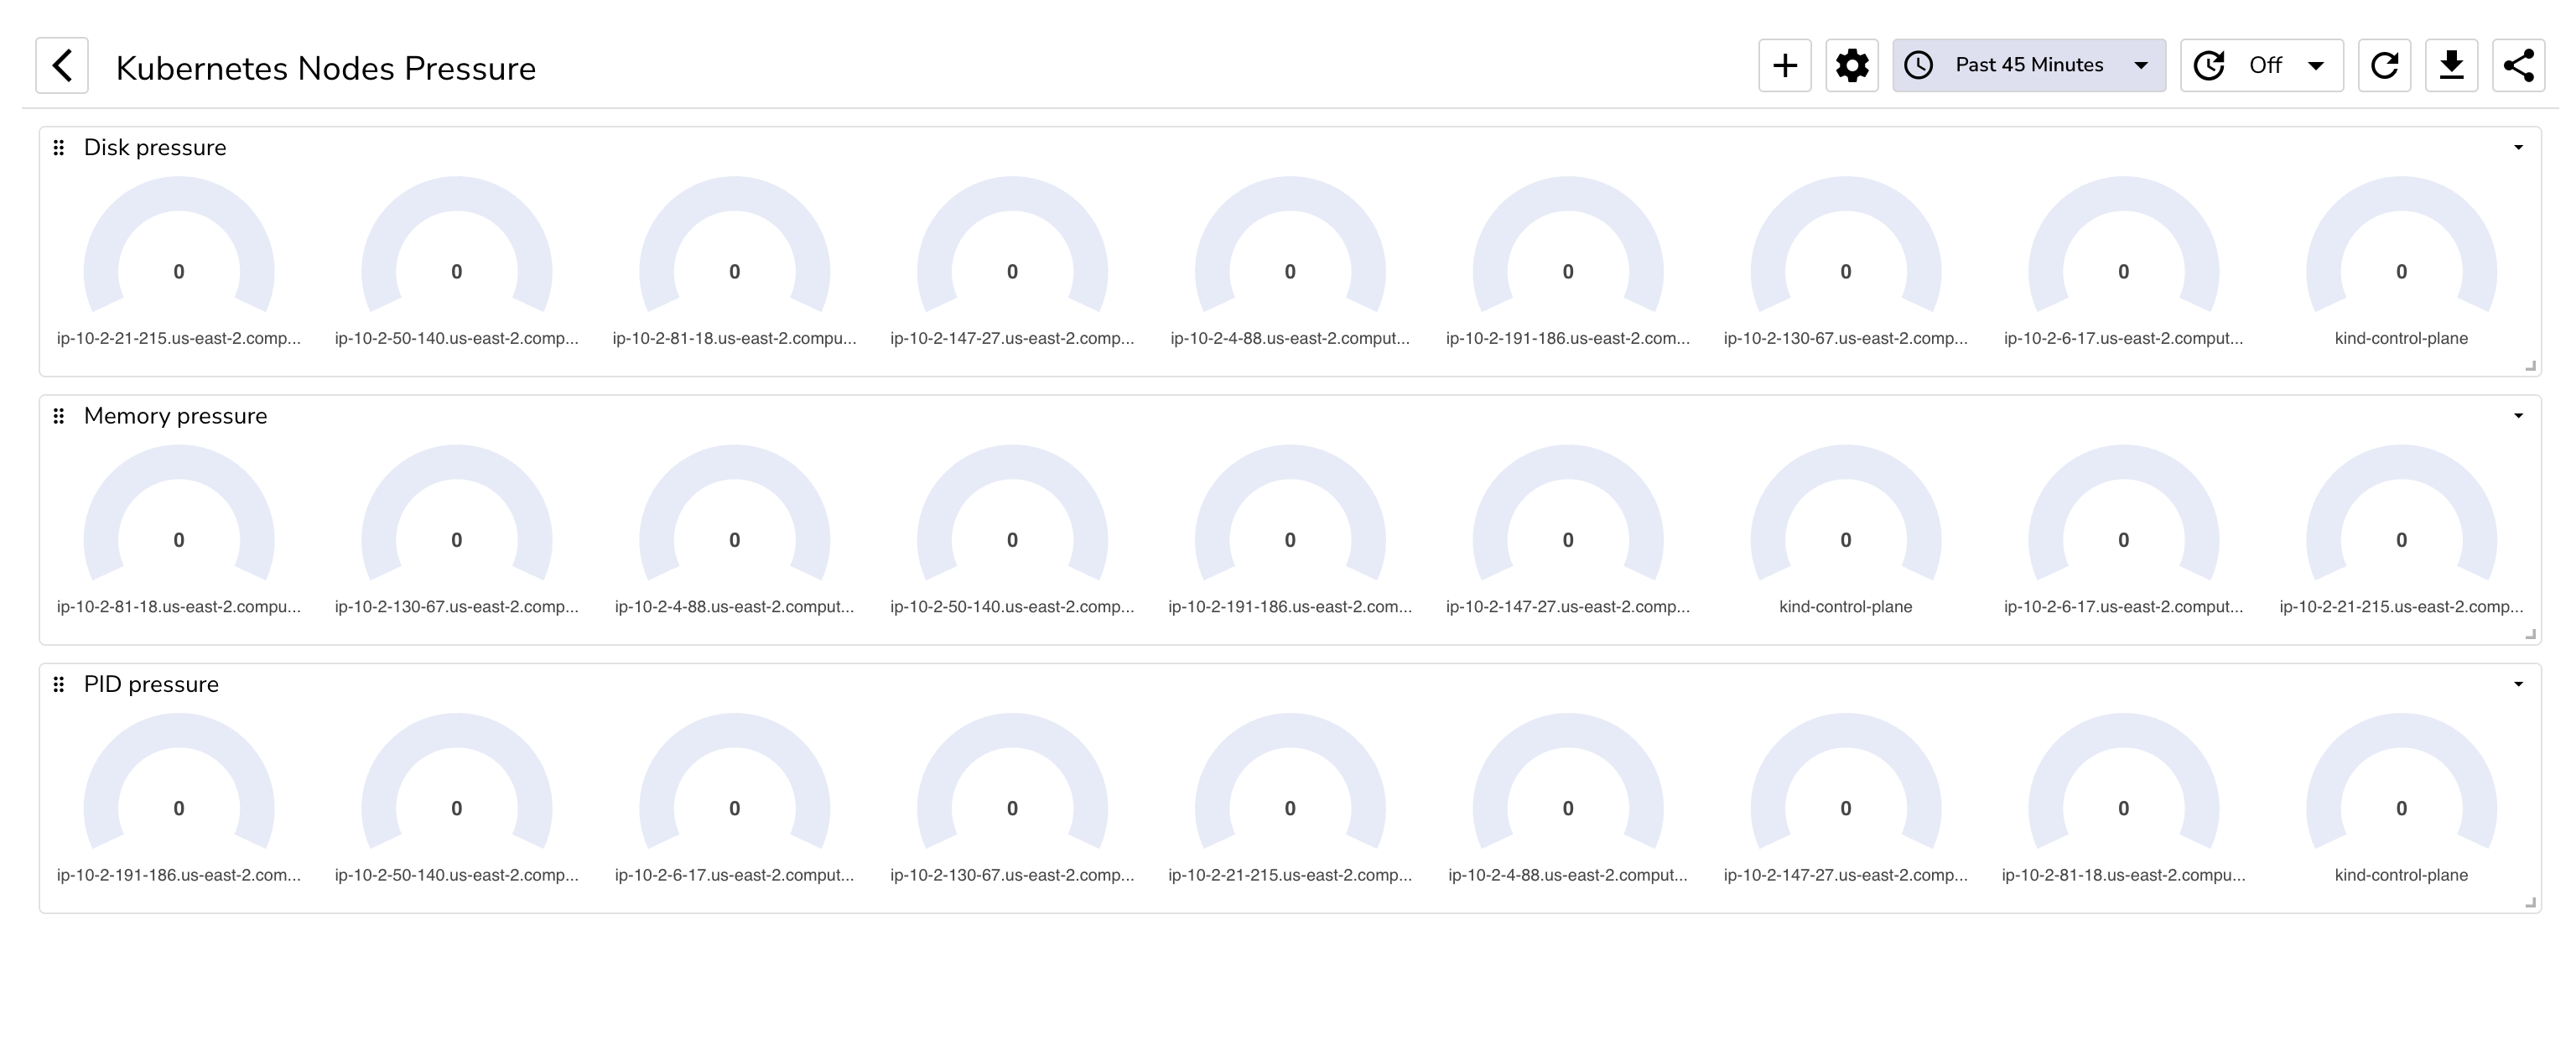 Kubernetes Nodes Pressure
Past 45 Minutes
Off
Disk pressure
0 0 0 0 0 0 0 0 0
ip-10-2-21-215.us-east-2.comp... ip-10-2-50-140.us-east-2.comp... ip-10-2-81-18.us-east-2.compu... ip-10-2-147-27.us-east-2.comp... ip-10-2-4-88.us-east-2.comput... ip-10-2-191-186.us-east-2.com... ip-10-2-130-67.us-east-2.comp... ip-10-2-6-17.us-east-2.comput... kind-control-plane
Memory pressure
0 0 0 0 0 0 0 0 0
ip-10-2-81-18.us-east-2.compu... ip-10-2-130-67.us-east-2.comp... ip-10-2-4-88.us-east-2.comput... ip-10-2-50-140.us-east-2.comp... ip-10-2-191-186.us-east-2.com... ip-10-2-147-27.us-east-2.comp... kind-control-plane ip-10-2-6-17.us-east-2.comput... ip-10-2-21-215.us-east-2.comp...
PID pressure
0 0 0 0 0 0 0 0 0
ip-10-2-191-186.us-east-2.com... ip-10-2-50-140.us-east-2.comp... ip-10-2-6-17.us-east-2.comput... ip-10-2-130-67.us-east-2.comp... ip-10-2-21-215.us-east-2.comp... ip-10-2-4-88.us-east-2.comput... ip-10-2-147-27.us-east-2.comp... ip-10-2-81-18.us-east-2.compu... kind-control-plane